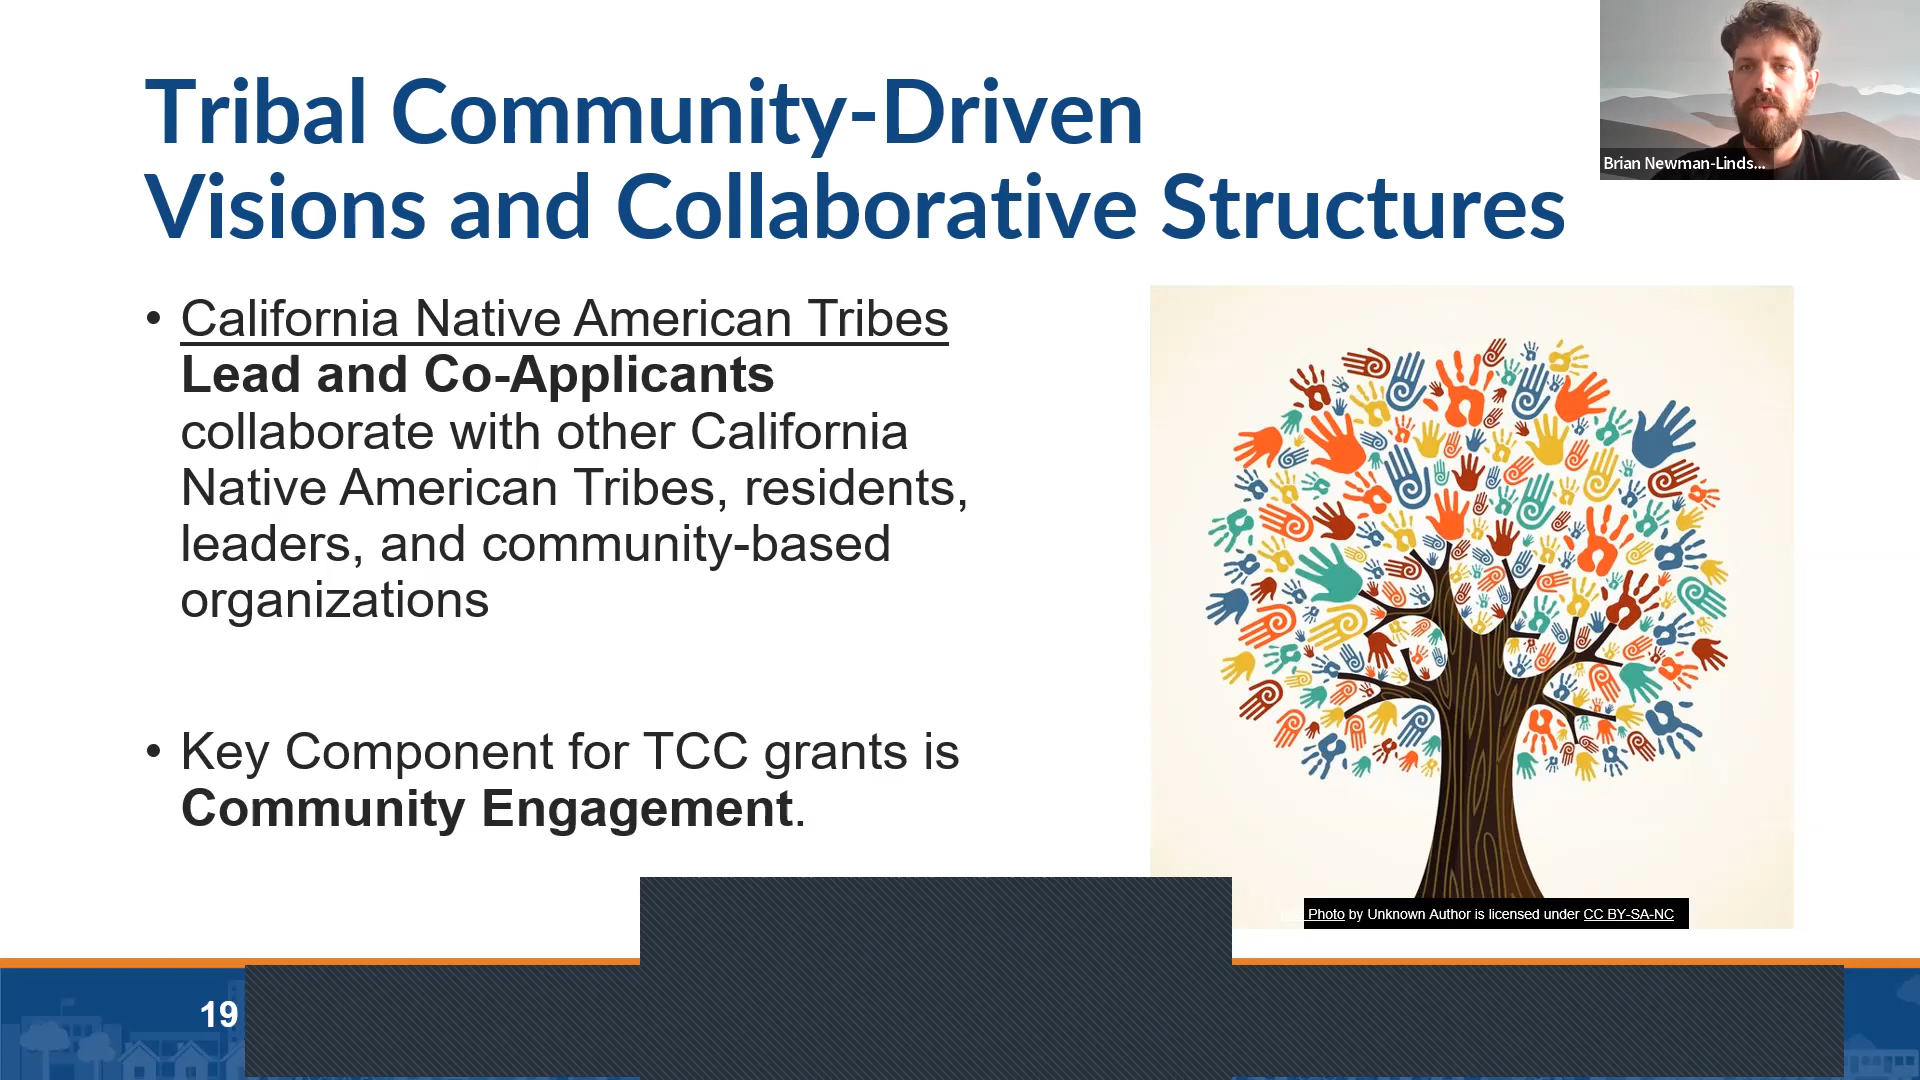 Tribal Community-Driven
Visions and Collaborative Structures
Brian Newman-Linds...
• California Native American Tribes
Lead and Co-Applicants
collaborate with other California
Native American Tribes, residents,
leaders, and community-based
organizations
• Key Component for TCC grants is
Community Engagement.
Photo by Unknown Author is licensed under CC BY-SA-NC
19